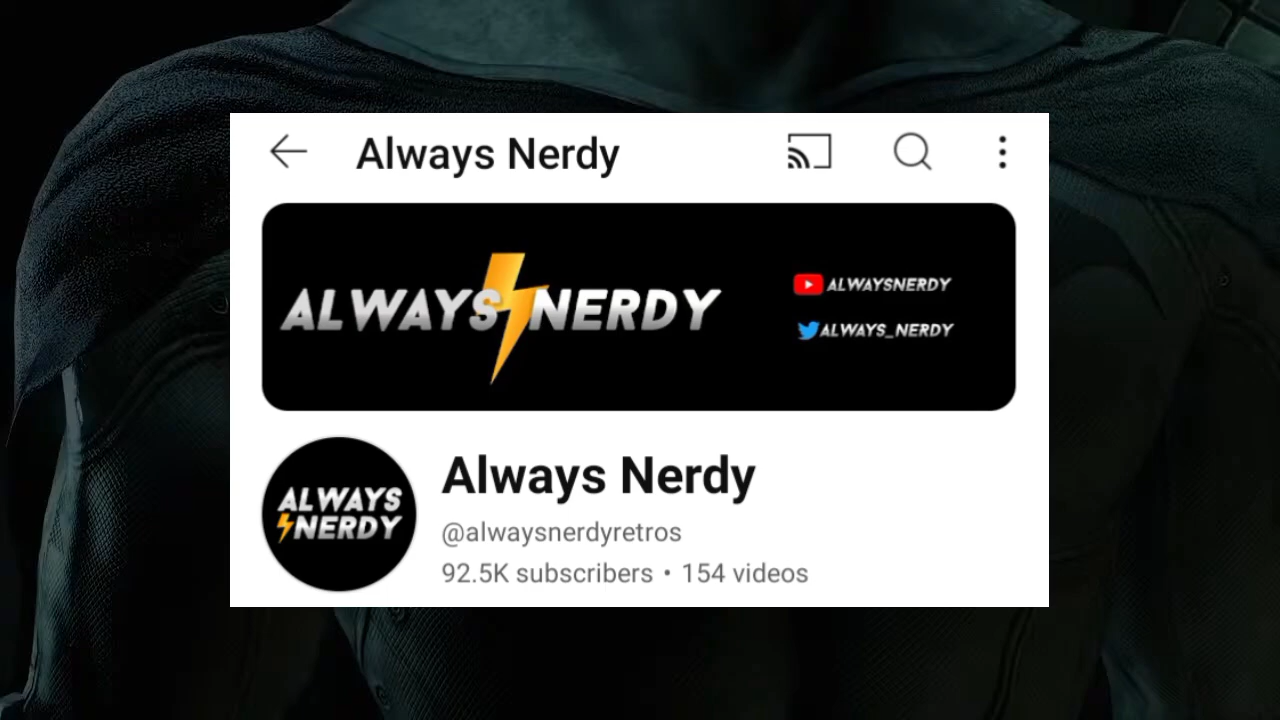 Always Nerdy
ALWAYS NERDY
ALWAYSNERDY
ALWAYS_NERDY
ALWAYS
NERDY
Always Nerdy
@alwaysnerdyretros
92.5K subscribers • 154 videos